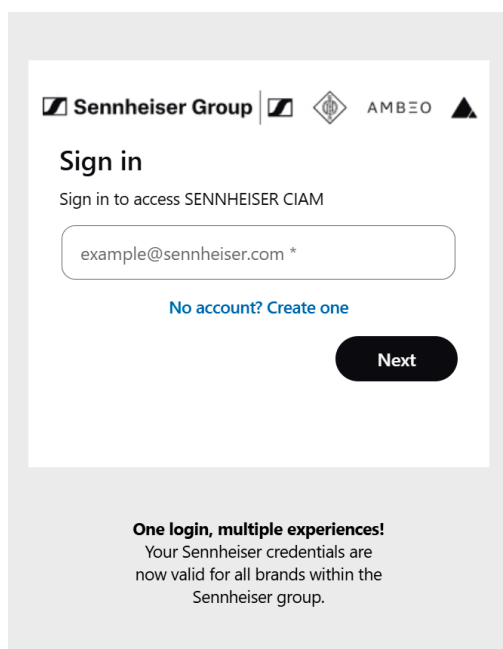 Sennheiser Group
AMBEO
Sign in
Sign in to access SENNHEISER CIAM
example@sennheiser.com *
No account? Create one
Next
One login, multiple experiences!
Your Sennheiser credentials are
now valid for all brands within the
Sennheiser group.